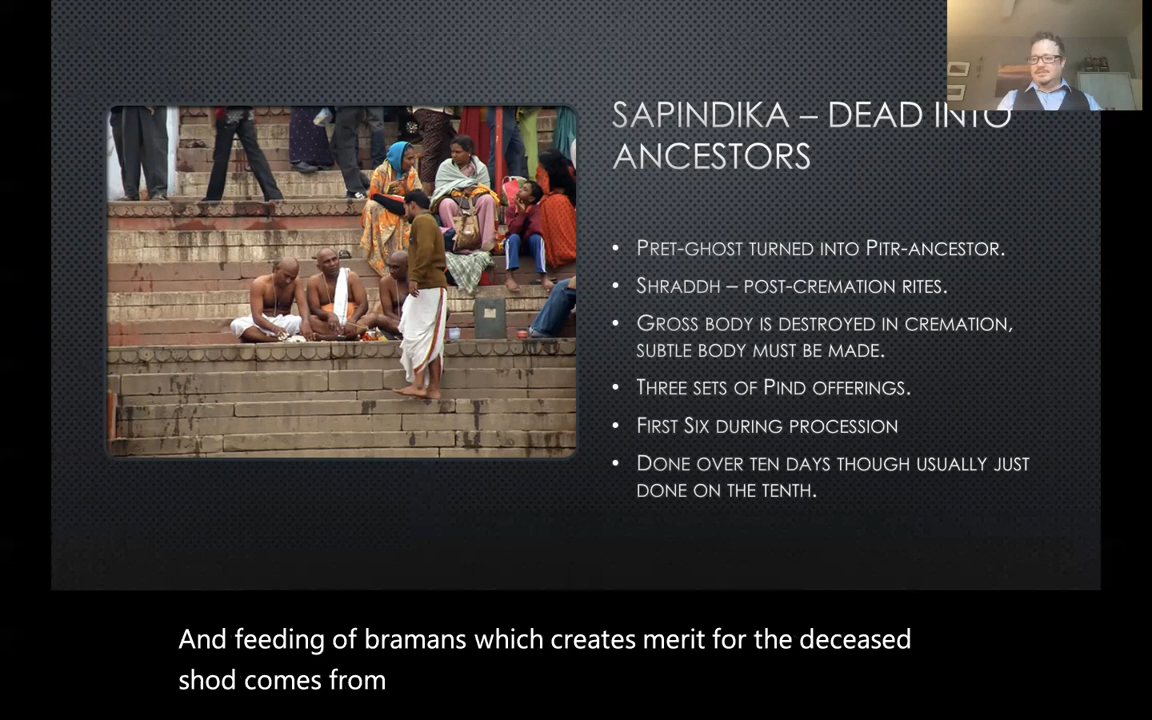 SAPINDIKA – DEAD INTO
ANCESTORS
• PRET-GHOST TURNED INTO PITR-ANCESTOR.
• SHRADDH – POST-CREMATION RITES.
• GROSS BODY IS DESTROYED IN CREMATION,
SUBTLE BODY MUST BE MADE.
• THREE SETS OF PIND OFFERINGS.
• FIRST SIX DURING PROCESSION
• DONE OVER TEN DAYS THOUGH USUALLY JUST
DONE ON THE TENTH.
And feeding of bramans which creates merit for the deceased
shod comes from